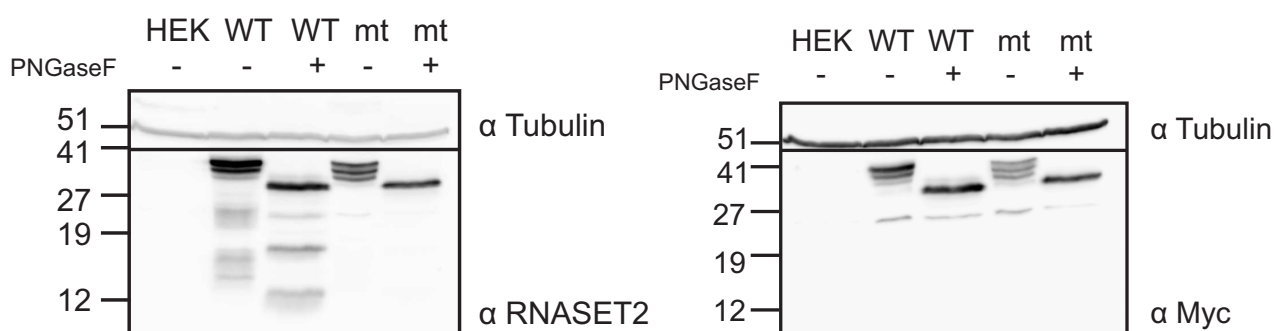 HEK WT WT mt mt
PNGaseF - - + - +
51
41
27
19
12
α Tubulin
α RNASET2
HEK WT WT mt mt
PNGaseF - - + - +
51
41
27
19
12
α Tubulin
α Myc